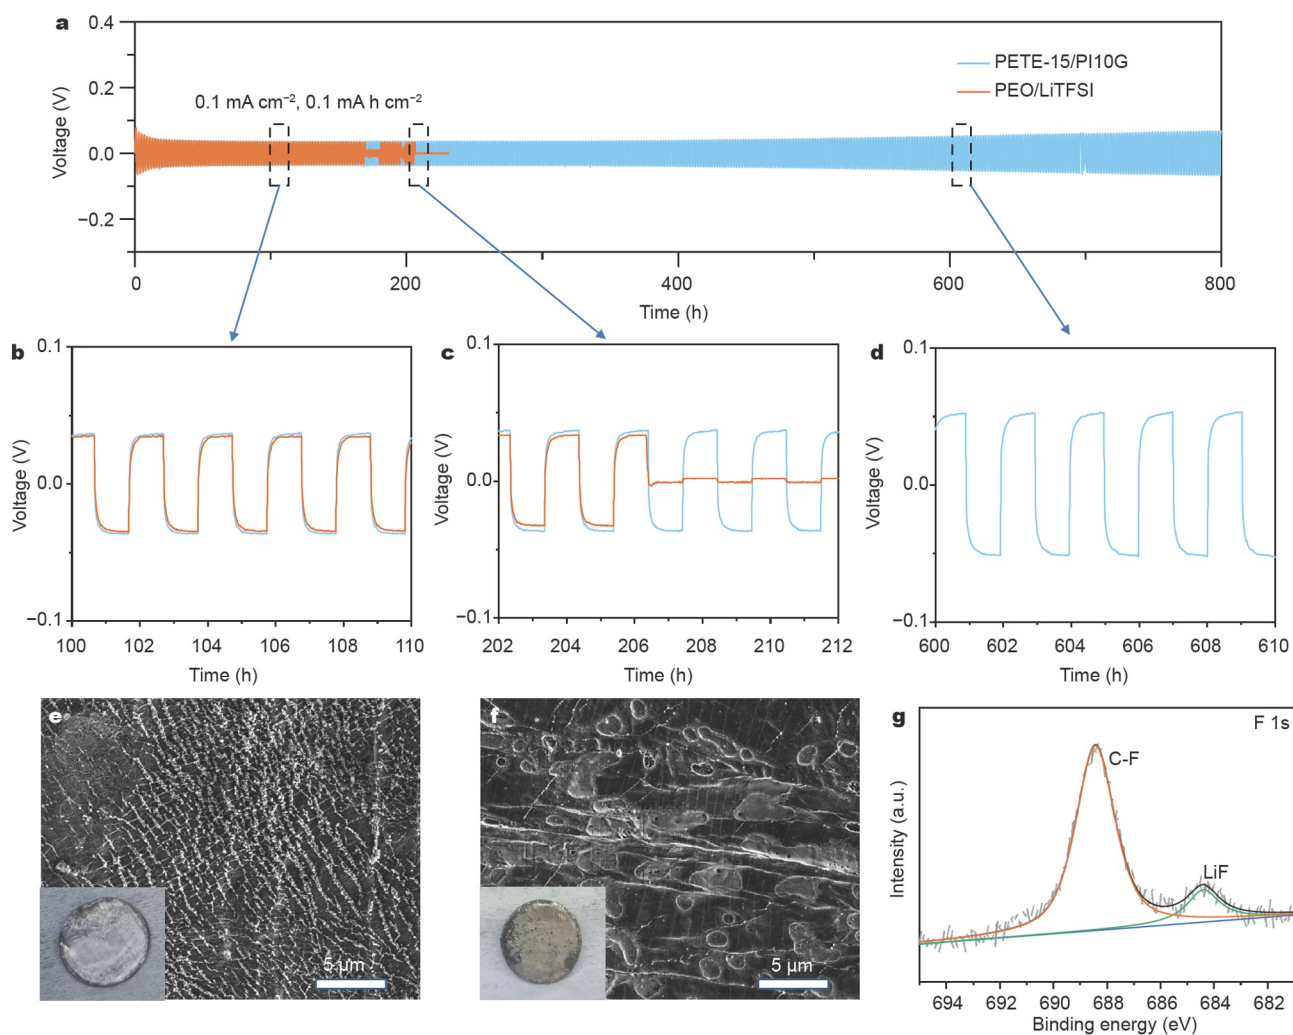 a
0.4
0.2
0.0
−0.2
Voltage (V)
PETE-15/PI10G
PEO/LiTFSI
0.1 mA cm⁻², 0.1 mA h cm⁻²
0
200
400
600
800
Time (h)
b
0.1
0.0
−0.1
Voltage (V)
100
102
104
106
108
110
Time (h)
c
0.1
0.0
−0.1
Voltage (V)
202
204
206
208
210
212
Time (h)
d
0.1
0.0
−0.1
Voltage (V)
600
602
604
606
608
610
Time (h)
e
5 µm
f
5 µm
g
F 1s
C-F
LiF
Intensity (a.u.)
694
692
690
688
686
684
682
Binding energy (eV)